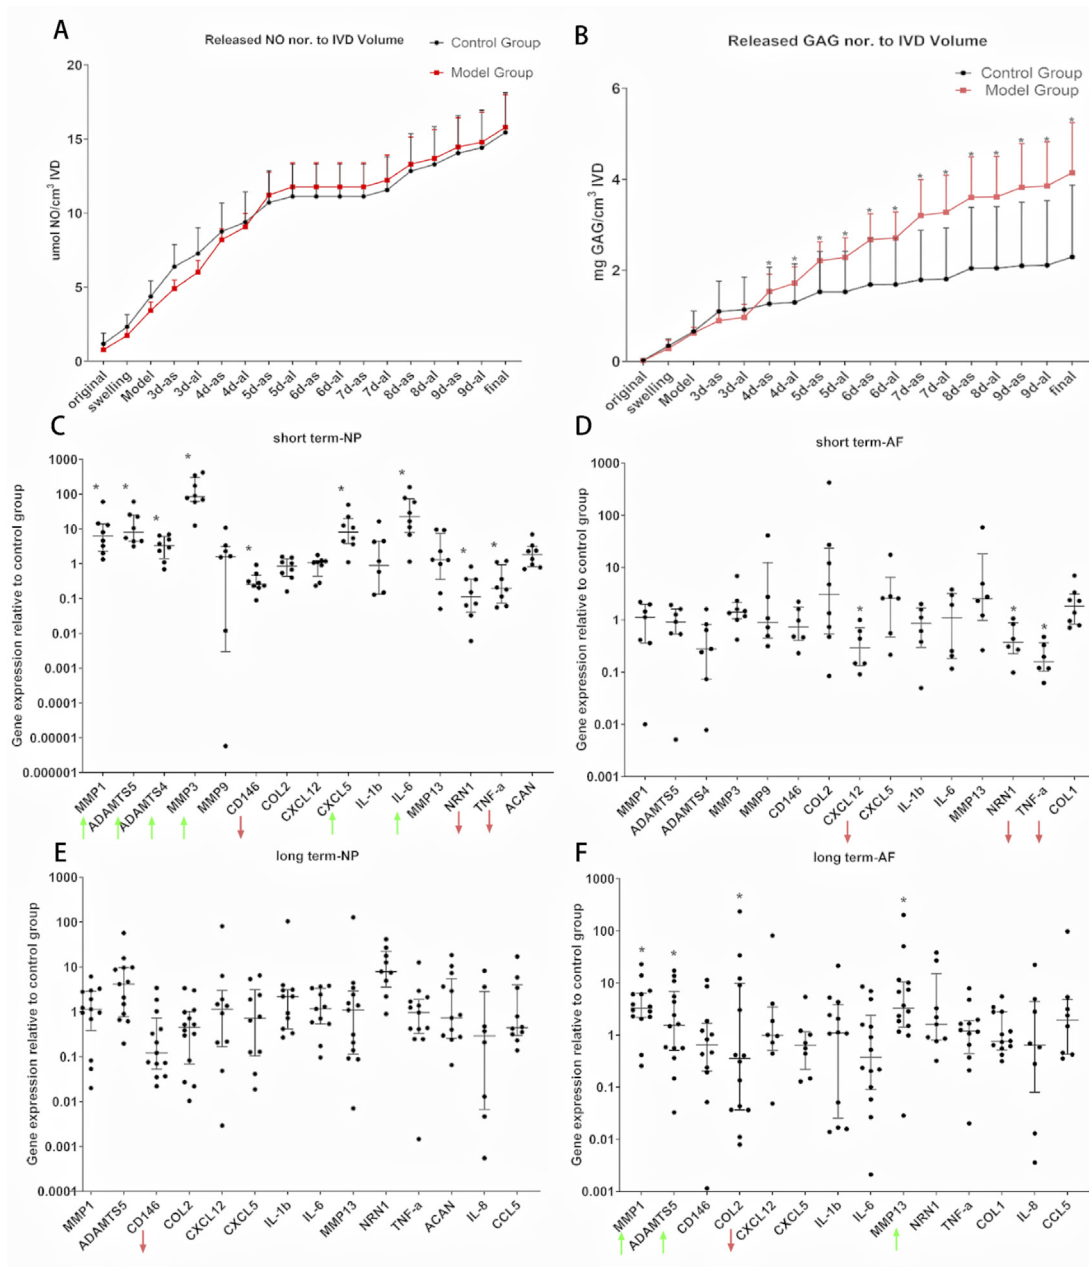 A
Released NO nor. to IVD Volume
Control Group
Model Group
umol NO/cm³ IVD
20
15
10
5
0
original
swelling
Model
3d-as
3d-al
4d-as
4d-al
5d-as
5d-al
6d-as
6d-al
7d-as
7d-al
8d-as
8d-al
9d-as
9d-al
final
B
Released GAG nor. to IVD Volume
Control Group
Model Group
mg GAG/cm³ IVD
6
4
2
0
* * * * * * * * * * * * *
original
swelling
Model
3d-as
3d-al
4d-as
4d-al
5d-as
5d-al
6d-as
6d-al
7d-as
7d-al
8d-as
8d-al
9d-as
9d-al
final
C
short term-NP
Gene expression relative to control group
1000
100
10
1
0.1
0.01
0.001
0.0001
0.00001
0.000001
* * * * * * * * *
MMP1
ADAMTS5
ADAMTS4
MMP3
MMP9
CD146
COL2
CXCL12
CXCL5
IL-1b
IL-6
MMP13
NRN1
TNF-a
ACAN
D
short term-AF
Gene expression relative to control group
1000
100
10
1
0.1
0.01
0.001
* * *
MMP1
ADAMTS5
ADAMTS4
MMP3
MMP9
CD146
COL2
CXCL12
CXCL5
IL-1b
IL-6
MMP13
NRN1
TNF-a
COL1
E
long term-NP
Gene expression relative to control group
1000
100
10
1
0.1
0.01
0.001
0.0001
MMP1
ADAMTS5
CD146
COL2
CXCL12
CXCL5
IL-1b
IL-6
MMP13
NRN1
TNF-a
ACAN
IL-8
CCL5
F
long term-AF
Gene expression relative to control group
1000
100
10
1
0.1
0.01
0.001
* * * *
MMP1
ADAMTS5
CD146
COL2
CXCL12
CXCL5
IL-1b
IL-6
MMP13
NRN1
TNF-a
COL1
IL-8
CCL5